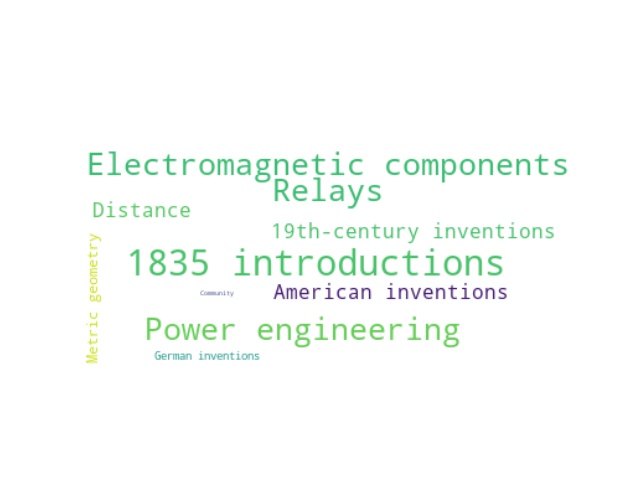 Electromagnetic components
Relays
Distance
19th-century inventions
Metric geometry
1835 introductions
Community
American inventions
Power engineering
German inventions